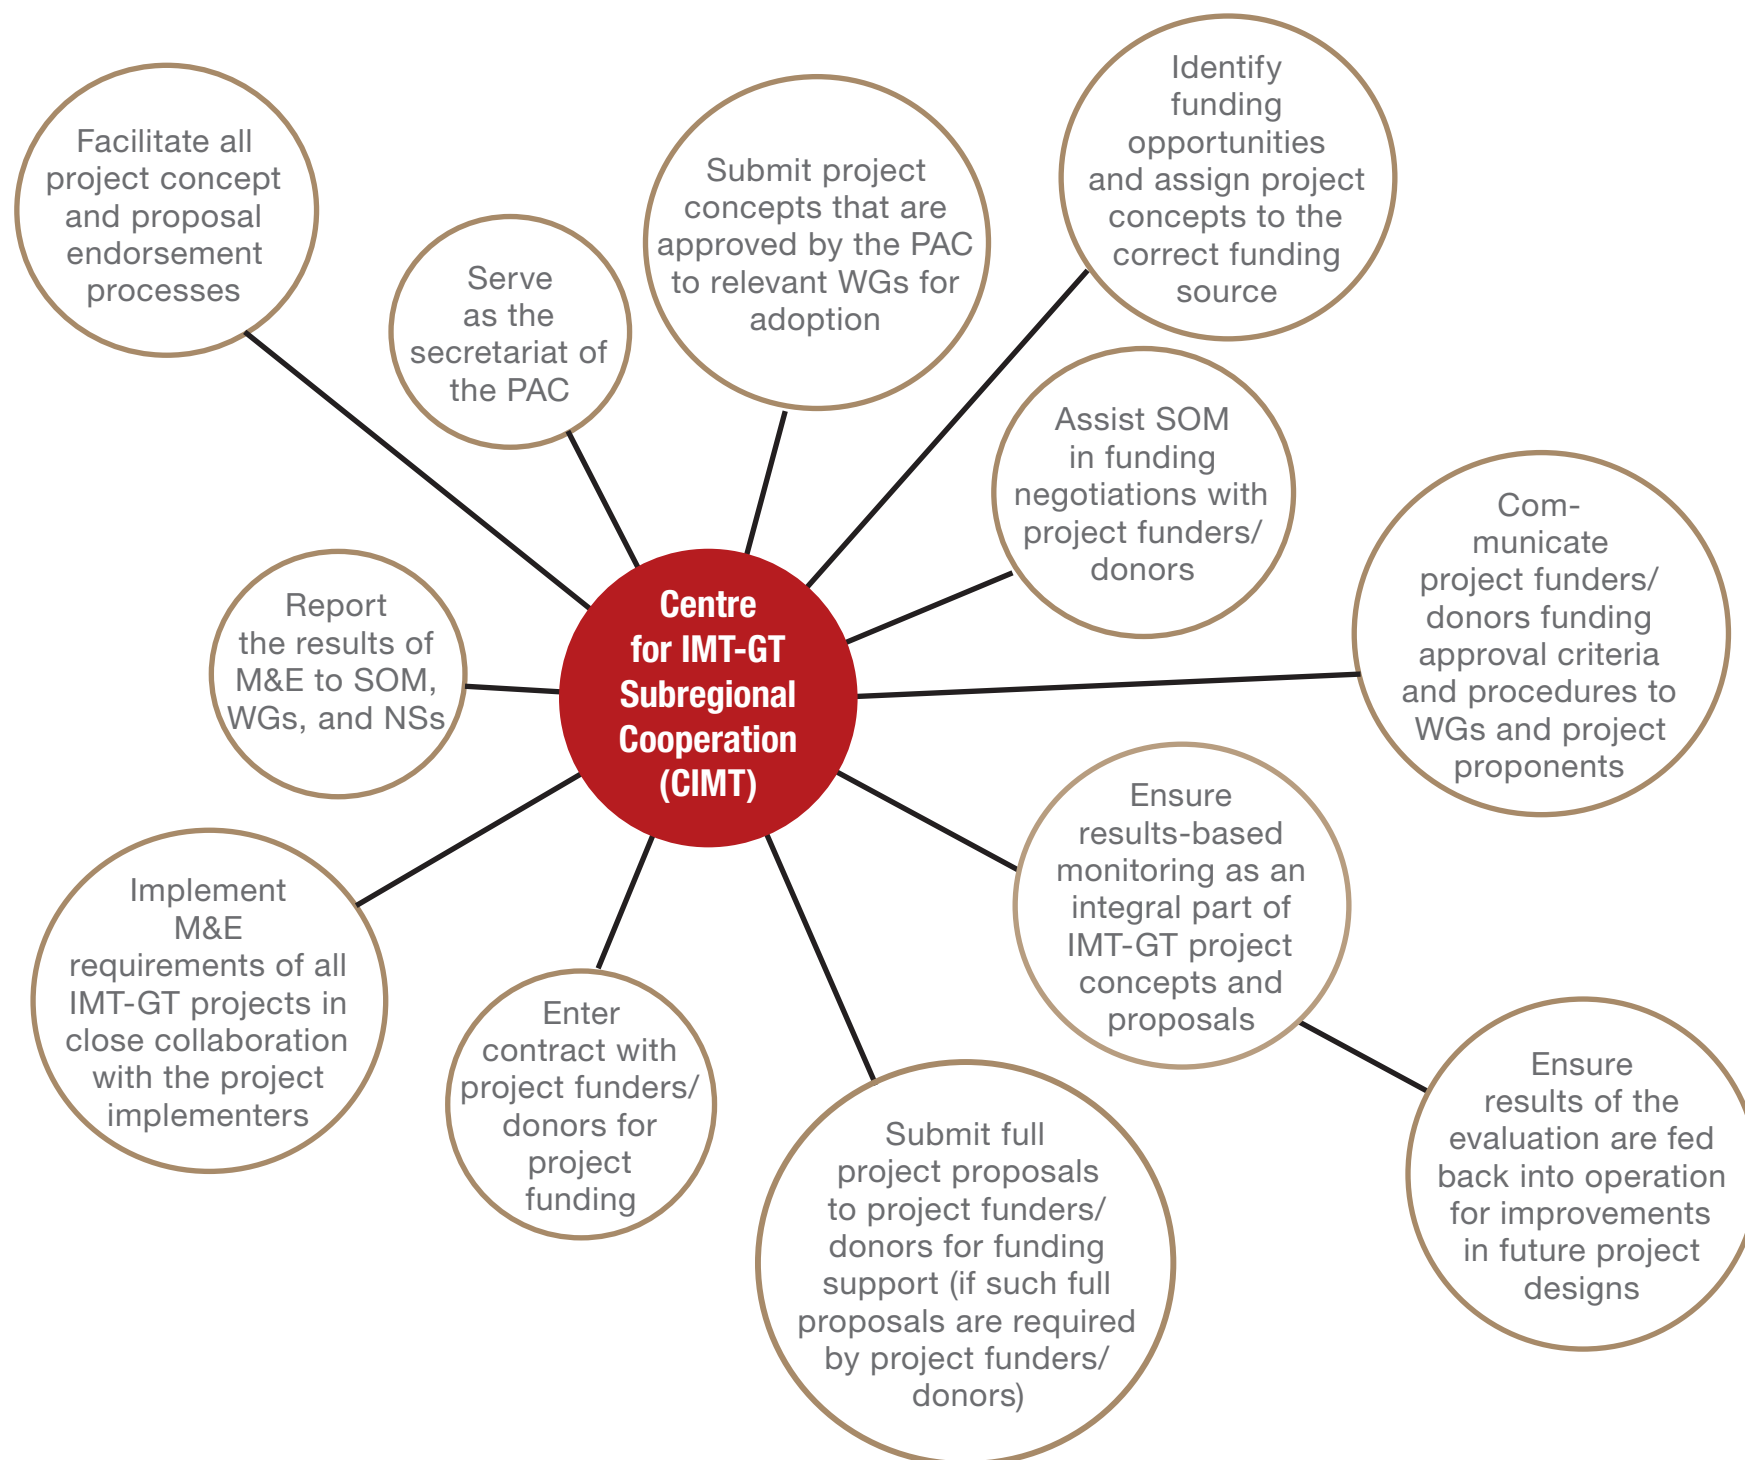 Facilitate all
project concept
and proposal
endorsement
processes
Serve
as the
secretariat of
the PAC
Submit project
concepts that are
approved by the PAC
to relevant WGs for
adoption
Identify
funding
opportunities
and assign project
concepts to the
correct funding
source
Assist SOM
in funding
negotiations with
project funders/
donors
Com-
municate
project funders/
donors funding
approval criteria
and procedures to
WGs and project
proponents
Report
the results of
M&E to SOM,
WGs, and NSs
Centre
for IMT-GT
Subregional
Cooperation
(CIMT)
Ensure
results-based
monitoring as an
integral part of
IMT-GT project
concepts and
proposals
Implement
M&E
requirements of all
IMT-GT projects in
close collaboration
with the project
implementers
Enter
contract with
project funders/
donors for
project
funding
Submit full
project proposals
to project funders/
donors for funding
support (if such full
proposals are required
by project funders/
donors)
Ensure
results of the
evaluation are fed
back into operation
for improvements
in future project
designs